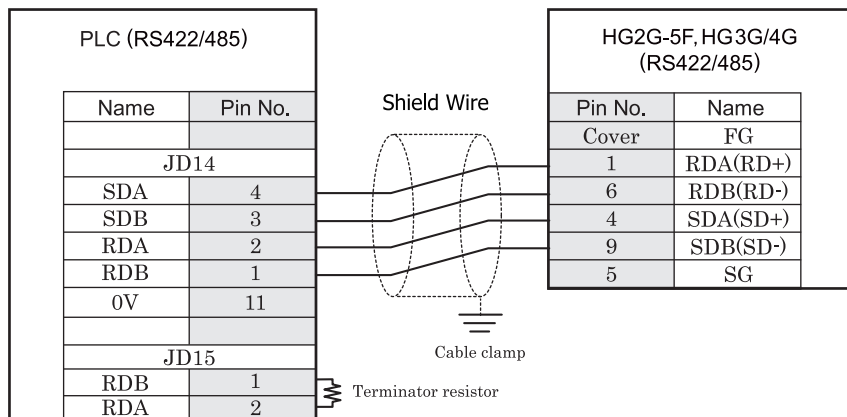 PLC (RS422/485)
Name Pin No.
JD14
SDA 4
SDB 3
RDA 2
RDB 1
0V 11
JD15
RDB 1
RDA 2
Shield Wire
Cable clamp
Terminator resistor
HG2G-5F, HG3G/4G
(RS422/485)
Pin No. Name
Cover FG
1 RDA(RD+)
6 RDB(RD-)
4 SDA(SD+)
9 SDB(SD-)
5 SG